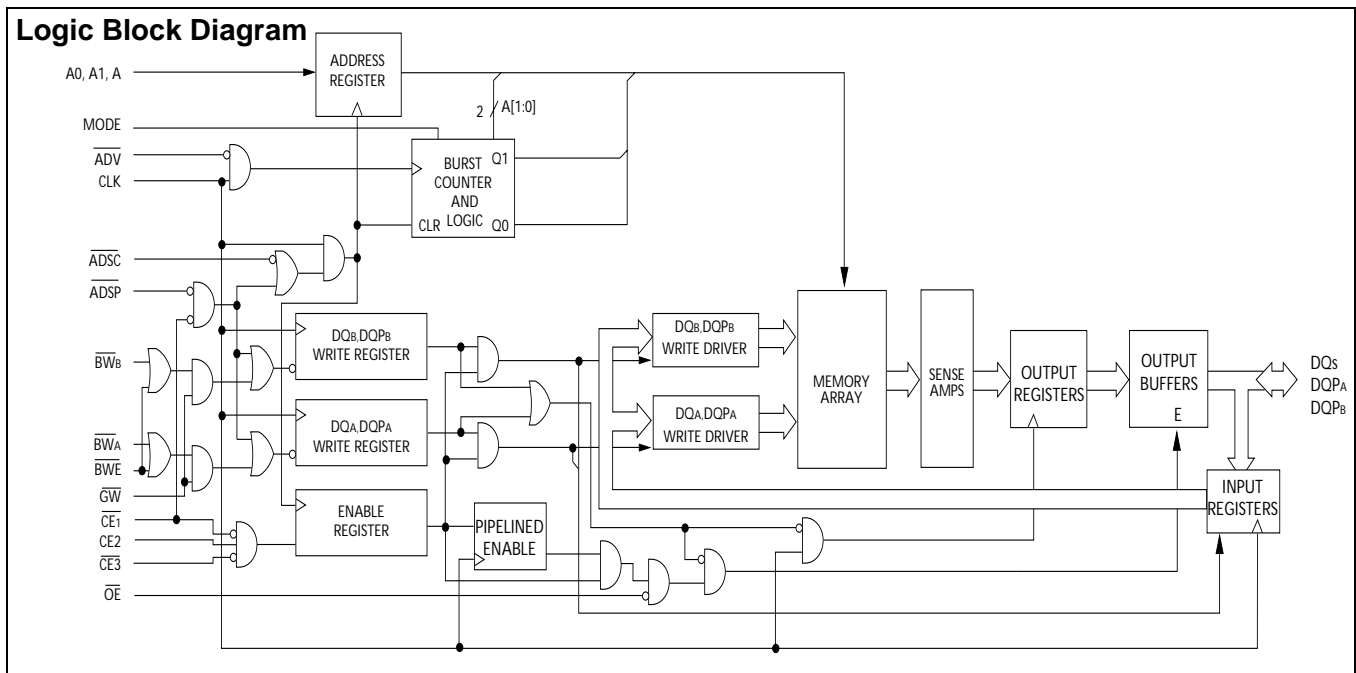 Logic Block Diagram
A0, A1, A
ADDRESS
REGISTER
2
A[1:0]
MODE
ADV
CLK
BURST
COUNTER
AND
LOGIC
Q1
CLR
Q0
ADSC
ADSP
DQB,DQPB
WRITE REGISTER
DQB,DQPB
WRITE DRIVER
MEMORY
ARRAY
SENSE
AMPS
OUTPUT
REGISTERS
OUTPUT
BUFFERS
E
DQs
DQPA
DQPB
BWB
DQA,DQPA
WRITE REGISTER
DQA,DQPA
WRITE DRIVER
BWA
BWE
GW
CE1
CE2
CE3
ENABLE
REGISTER
PIPELINED
ENABLE
INPUT
REGISTERS
OE